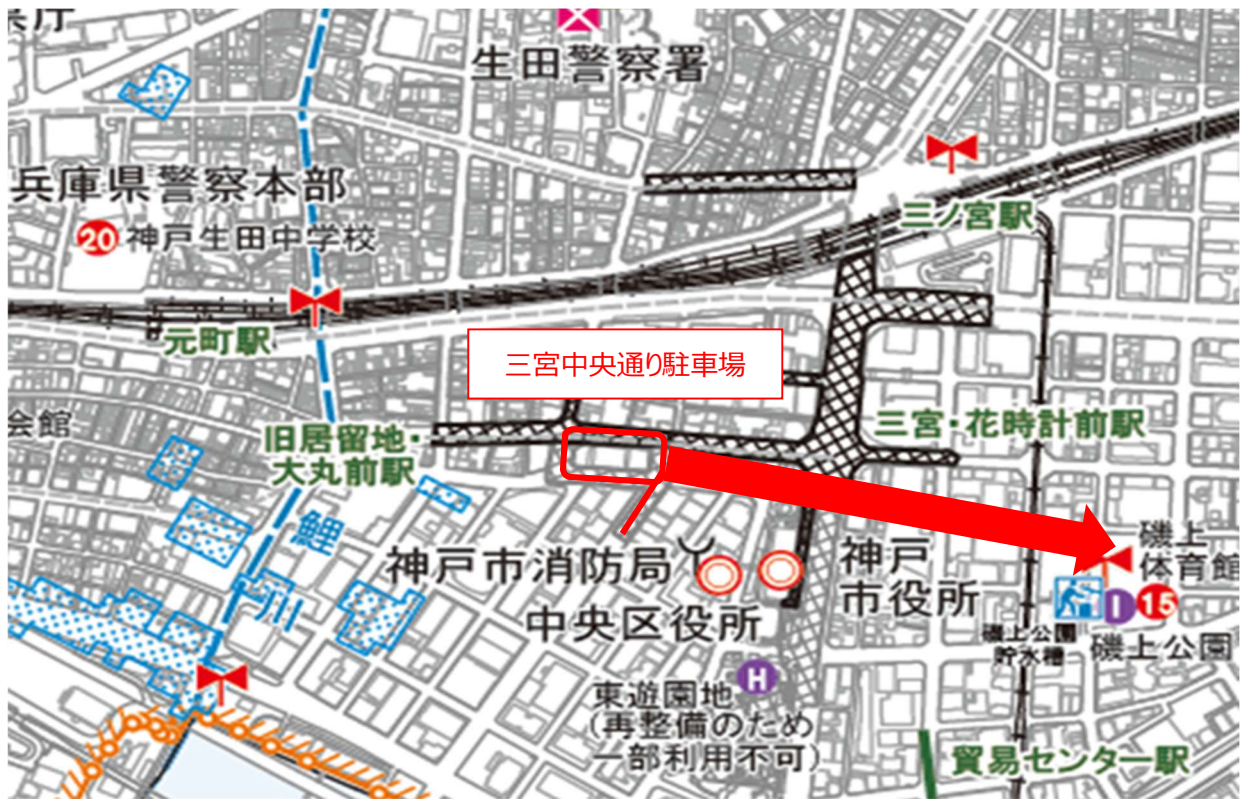 県庁
生田警察署
兵庫県警察本部
20 神戸生田中学校
三ノ宮駅
元町駅
三宮中央通り駐車場
会館
旧居留地・
大丸前駅
三宮・花時計前駅
鯉
川
神戸市消防局
中央区役所
神戸
市役所
磯上
体育館
I 15
磯上公園
貯水槽
磯上公園
H
東遊園地
(再整備のため
一部利用不可)
貿易センター駅